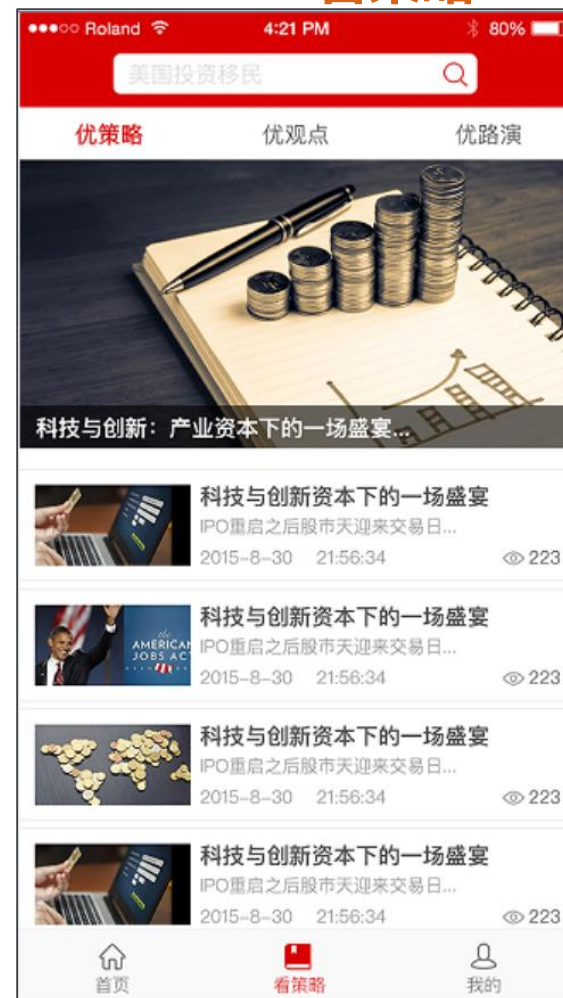 看策略
Roland 4:21 PM 80%
美国投资移民
优策略 优观点 优路演
科技与创新：产业资本下的一场盛宴...
科技与创新资本下的一场盛宴
IPO重启之后股市天迎来交易日...
2015-8-30 21:56:34 223
科技与创新资本下的一场盛宴
the
AMERICAN
JOBS AC
IPO重启之后股市天迎来交易日...
2015-8-30 21:56:34 223
科技与创新资本下的一场盛宴
IPO重启之后股市天迎来交易日...
2015-8-30 21:56:34 223
科技与创新资本下的一场盛宴
IPO重启之后股市天迎来交易日...
2015-8-30 21:56:34 223
首页 看策略 我的